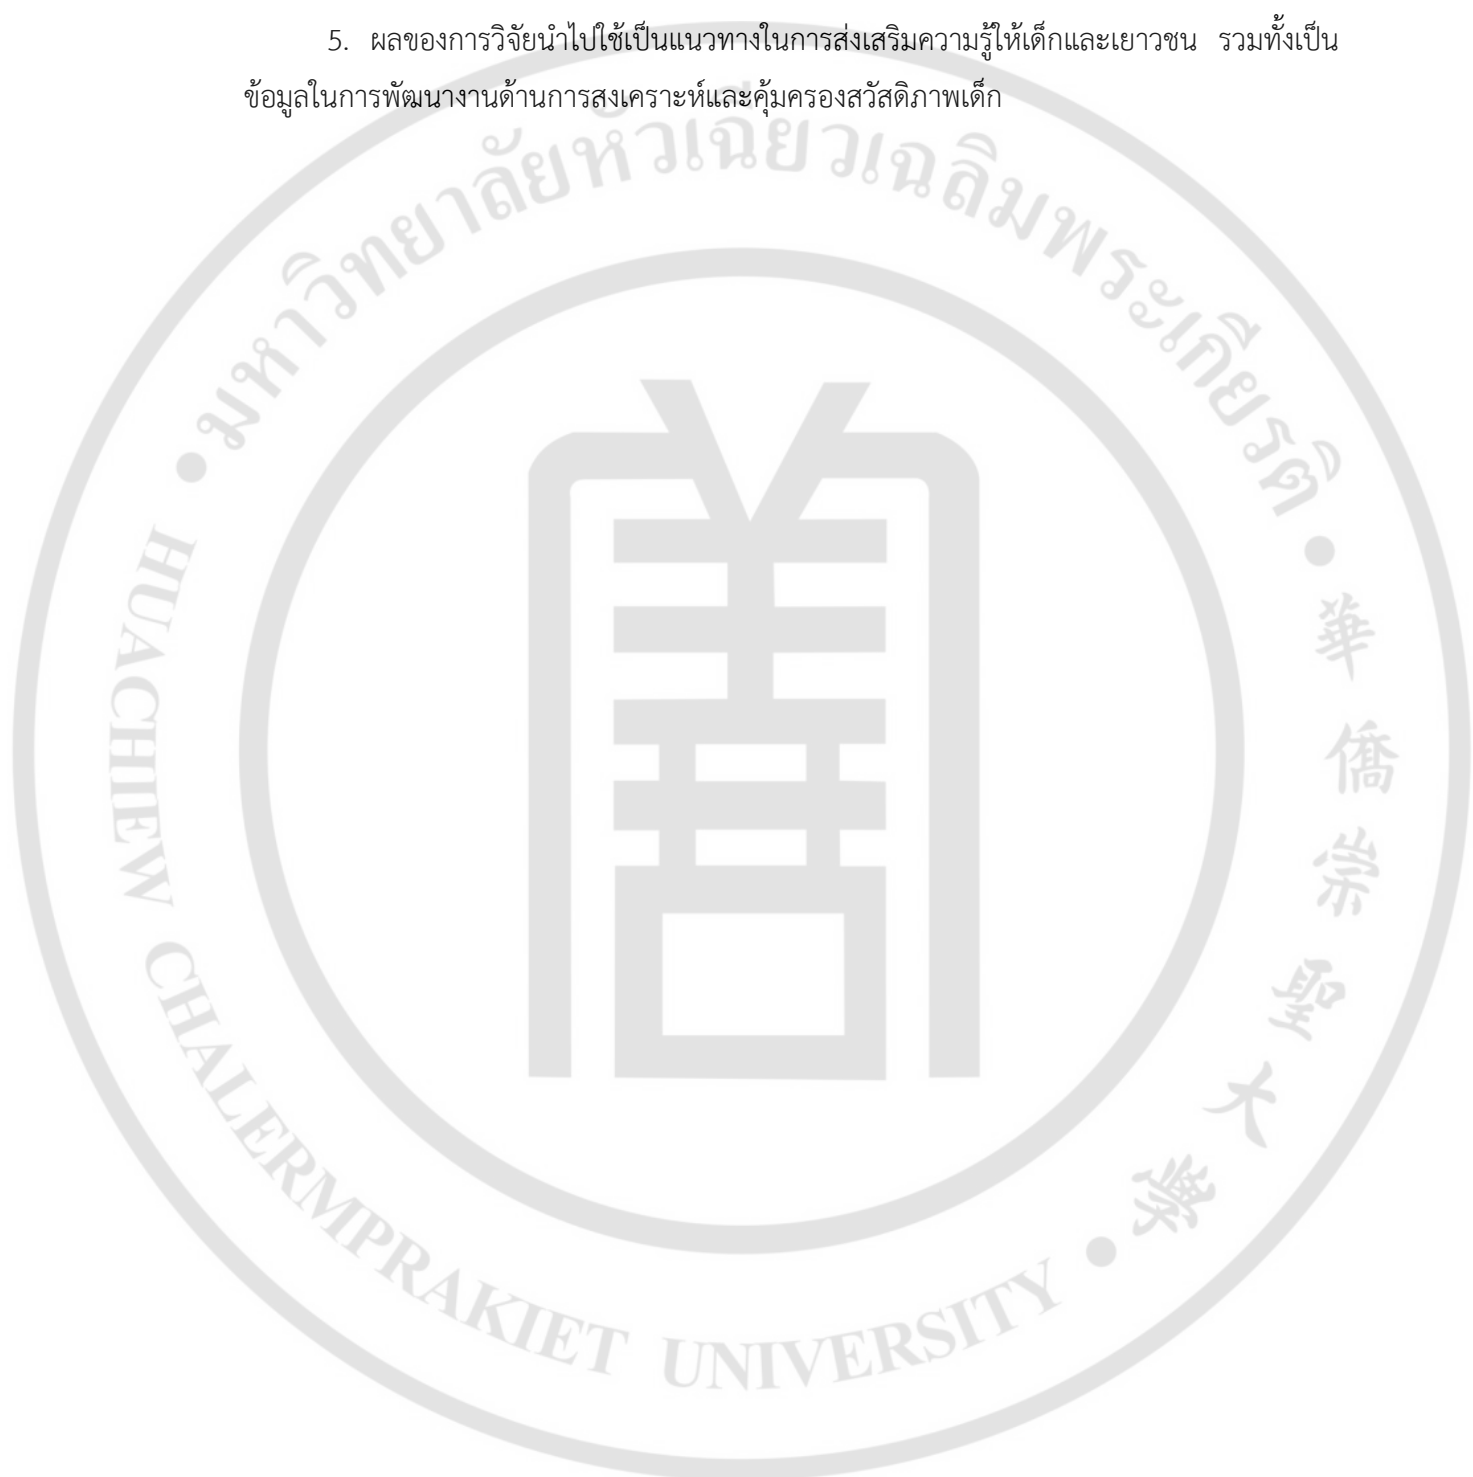 5. ผลของการวิจัยนำไปใช้เป็นแนวทางในการส่งเสริมความรู้ให้เด็กและเยาวชน รวมทั้งเป็น
ข้อมูลในการพัฒนางานด้านการสงเคราะห์และคุ้มครองสวัสดิภาพเด็ก
มหาวิทยาลัยหัวเฉียวเฉลิมพระเกียรติ
華僑崇聖大學
HUACHIEW CHALERMPRAKIET UNIVERSITY